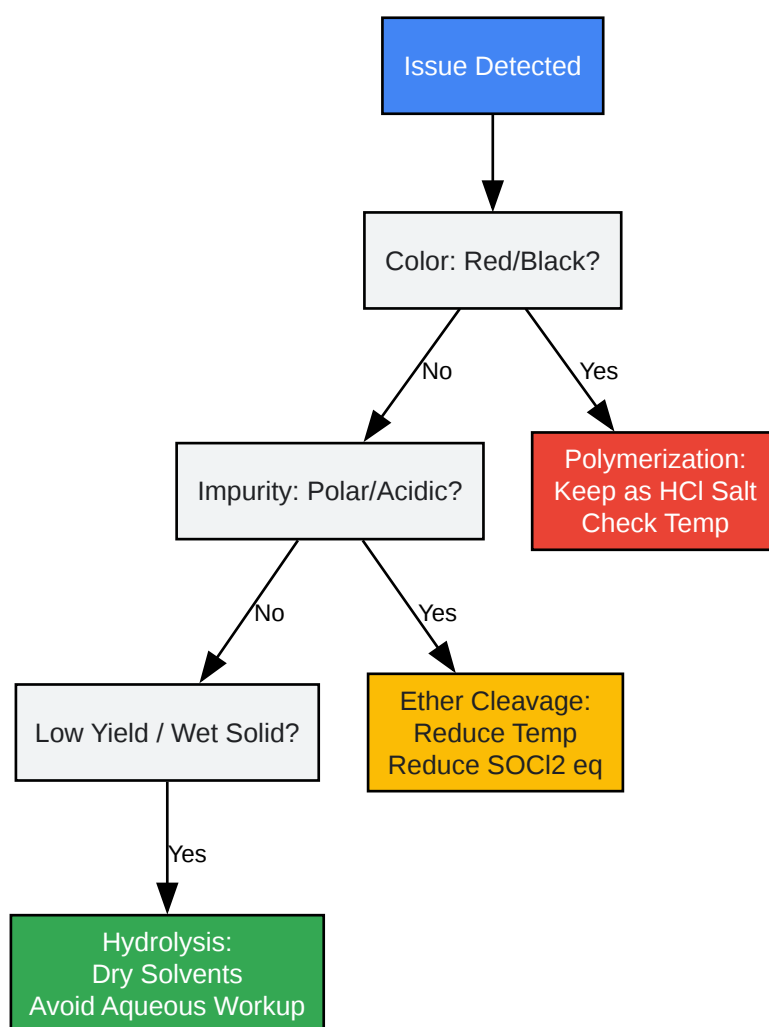 Issue Detected
Color: Red/Black?
No
Yes
Polymerization:
Keep as HCl Salt
Check Temp
Impurity: Polar/Acidic?
No
Yes
Ether Cleavage:
Reduce Temp
Reduce SOCl2 eq
Low Yield / Wet Solid?
Yes
Hydrolysis:
Dry Solvents
Avoid Aqueous Workup